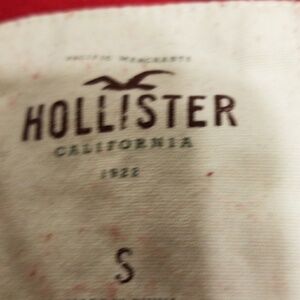 PACIFIC MERCHANTS
HOLLISTER
CALIFORNIA
1922
S